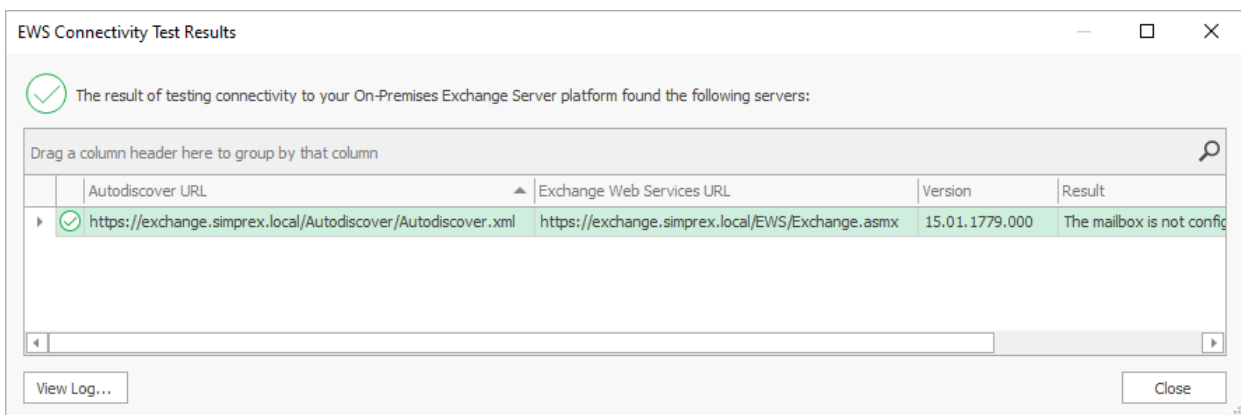 EWS Connectivity Test Results
The result of testing connectivity to your On-Premises Exchange Server platform found the following servers:
Drag a column header here to group by that column
Autodiscover URL Exchange Web Services URL Version Result
https://exchange.simprex.local/Autodiscover/Autodiscover.xml https://exchange.simprex.local/EWS/Exchange.asmx 15.01.1779.000 The mailbox is not config
View Log... Close